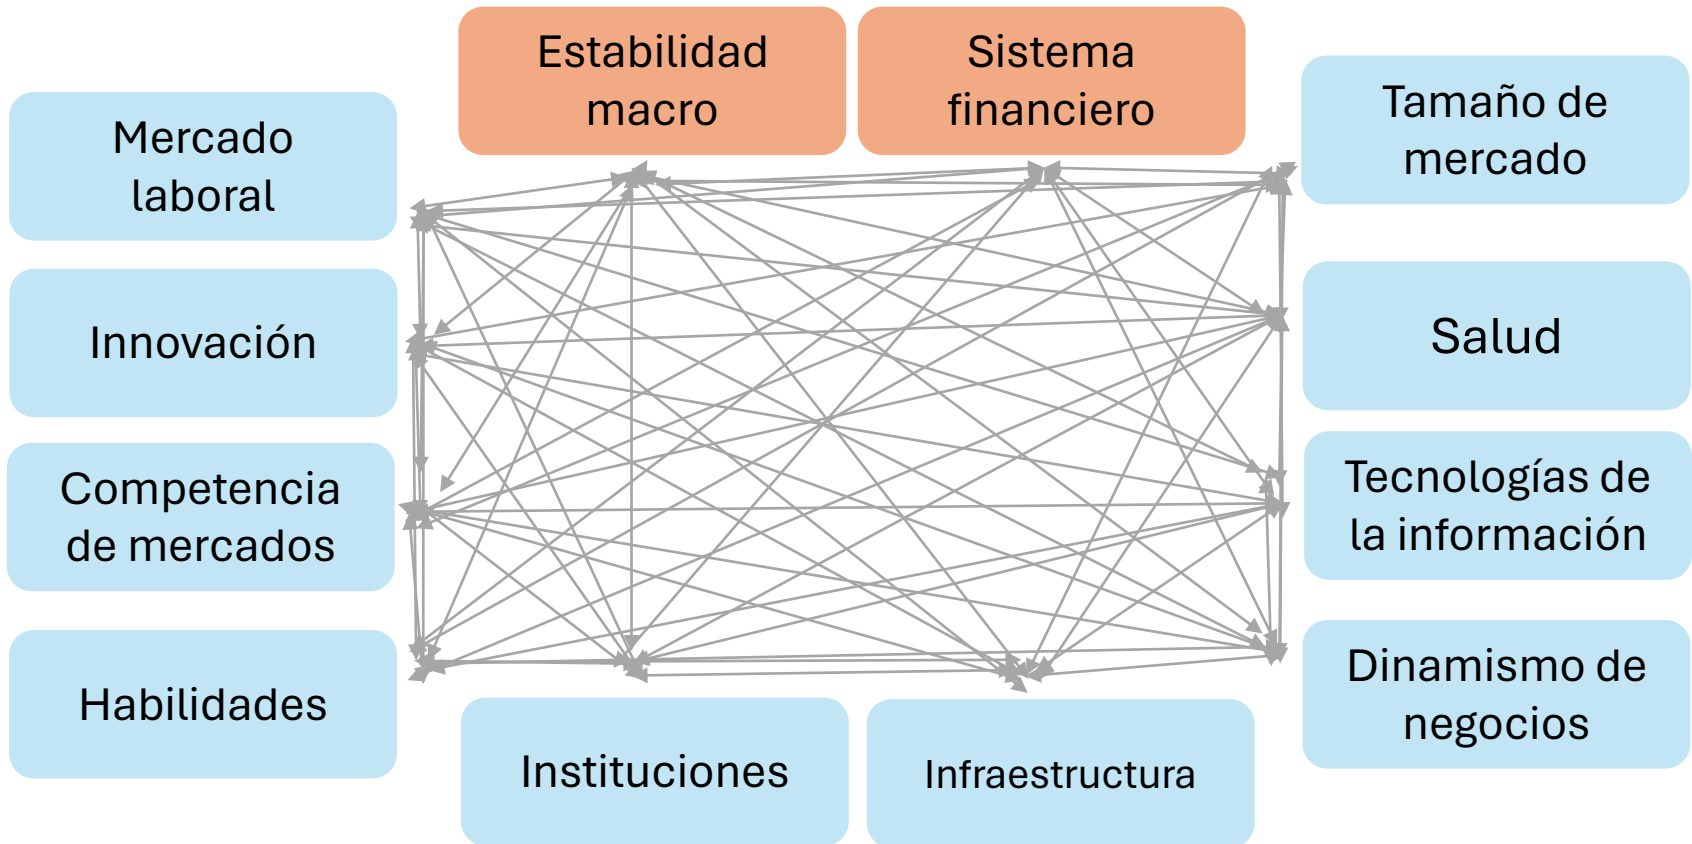 Estabilidad
macro
Sistema
financiero
Tamaño de
mercado
Mercado
laboral
Salud
Innovación
Tecnologías de
la información
Competencia
de mercados
Dinamismo de
negocios
Habilidades
Instituciones
Infraestructura